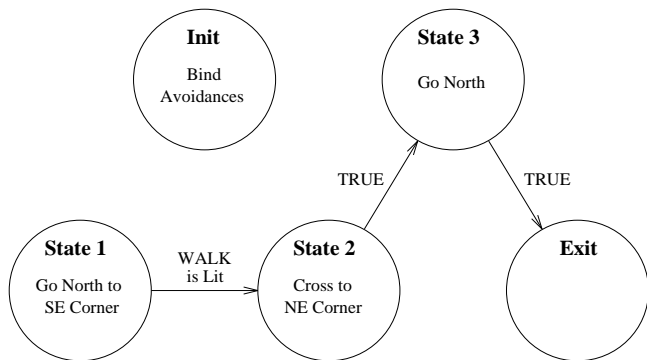 Init
Bind
Avoidances
State 3
Go North
TRUE
TRUE
State 1
Go North to
SE Corner
WALK
is Lit
State 2
Cross to
NE Corner
Exit